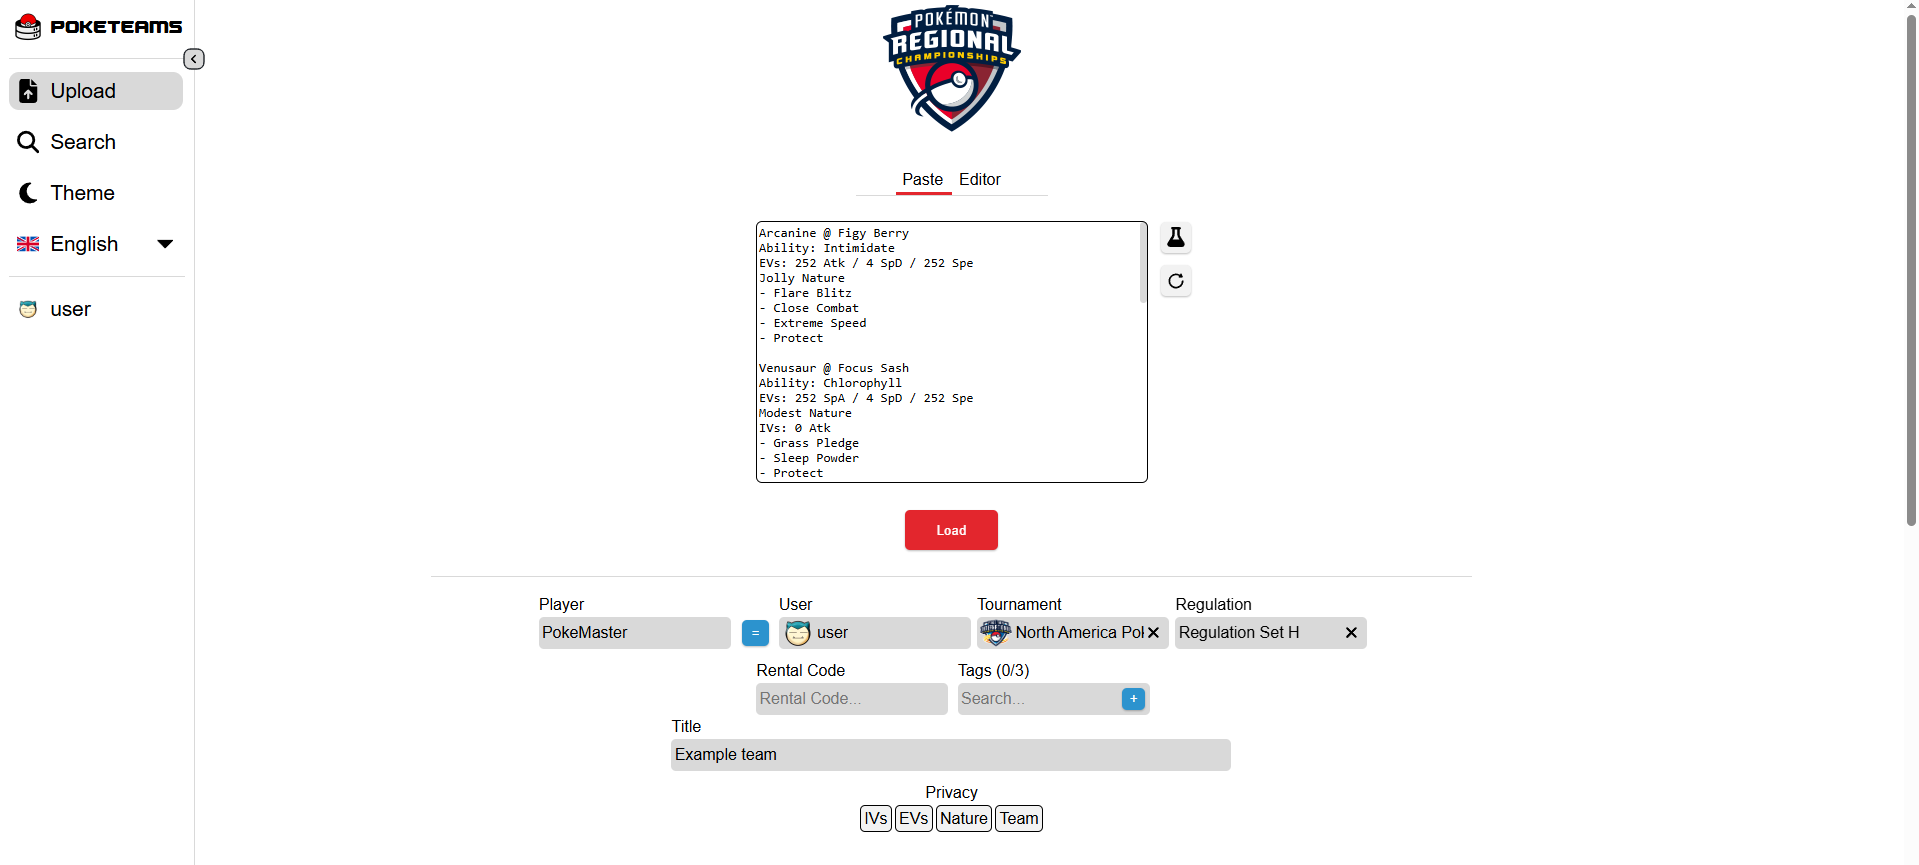 POKETEAMS
Upload
Search
Theme
English
user
POKÉMON
REGIONAL
CHAMPIONSHIPS
Paste Editor
Arcanine @ Figy Berry
Ability: Intimidate
EVs: 252 Atk / 4 SpD / 252 Spe
Jolly Nature
- Flare Blitz
- Close Combat
- Extreme Speed
- Protect
Venusaur @ Focus Sash
Ability: Chlorophyll
EVs: 252 SpA / 4 SpD / 252 Spe
Modest Nature
IVs: 0 Atk
- Grass Pledge
- Sleep Powder
- Protect
Load
Player User Tournament Regulation
PokeMaster = user North America Pok Regulation Set H
Rental Code Tags (0/3)
Rental Code... Search... +
Title
Example team
Privacy
IVs EVs Nature Team